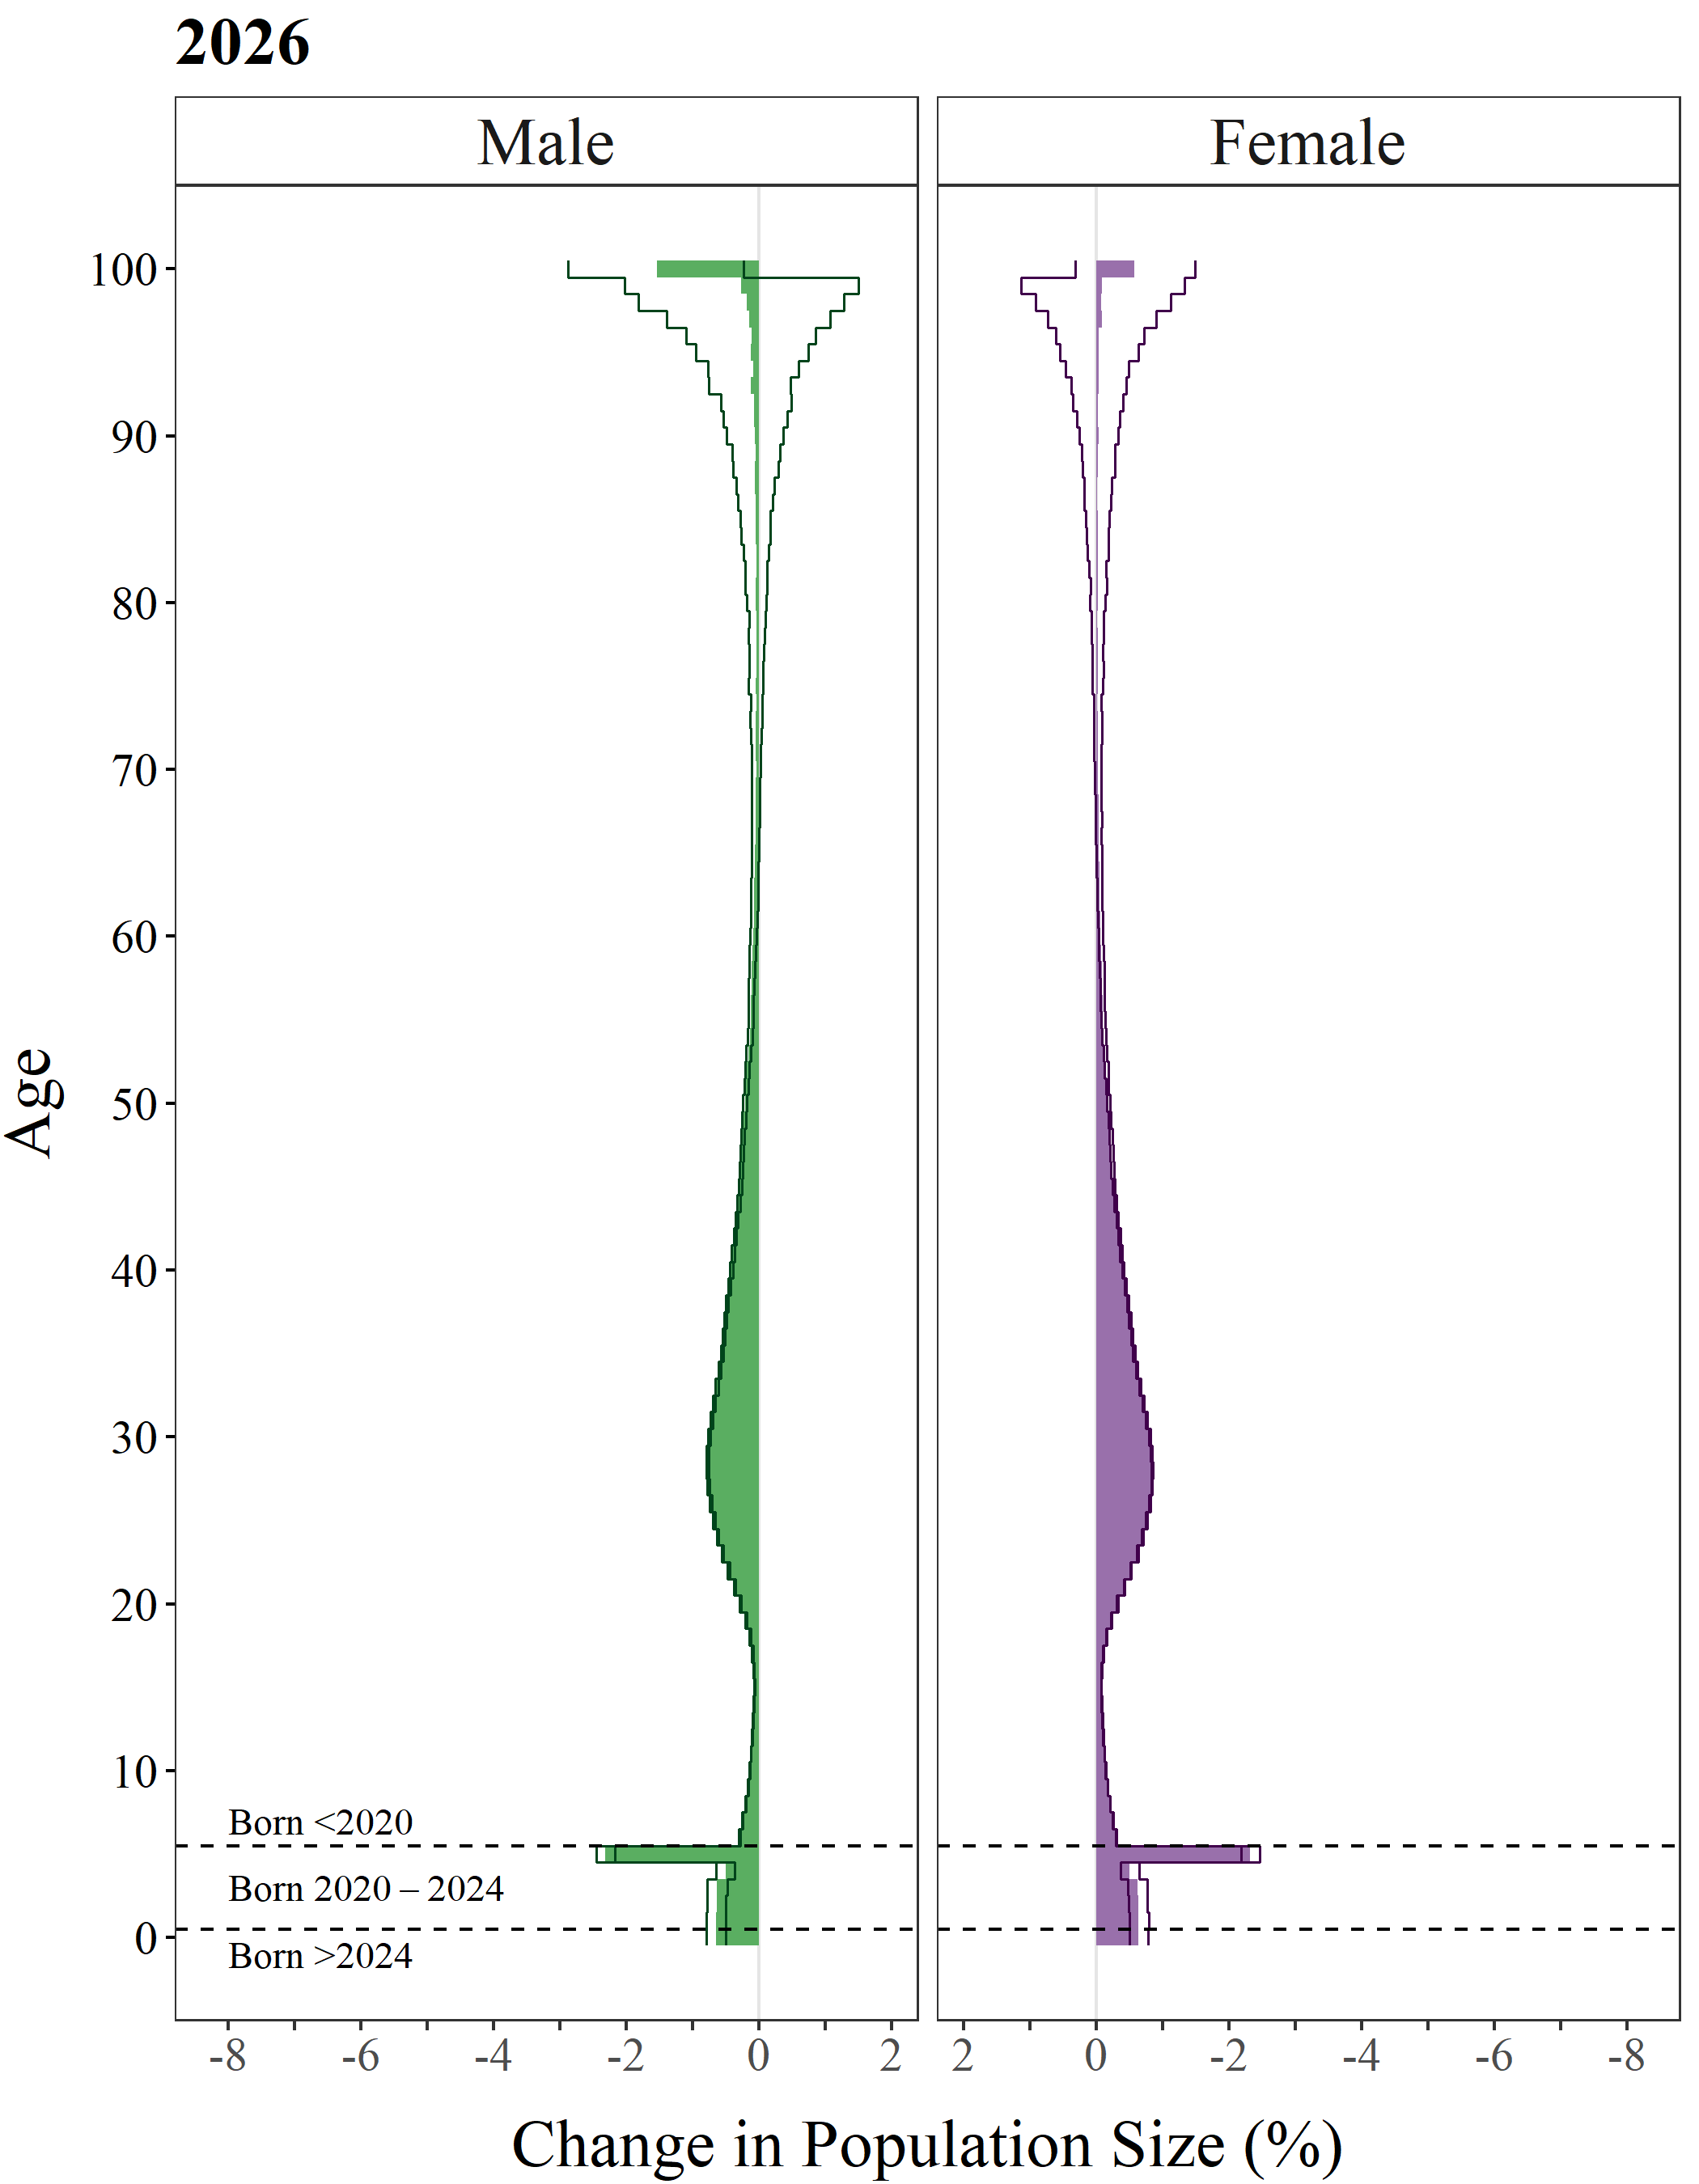 2026
Male
Female
100
90
80
70
60
50
40
30
20
10
0
Age
Born <2020
Born 2020 – 2024
Born >2024
-8 -6 -4 -2 0 2
2 0 -2 -4 -6 -8
Change in Population Size (%)